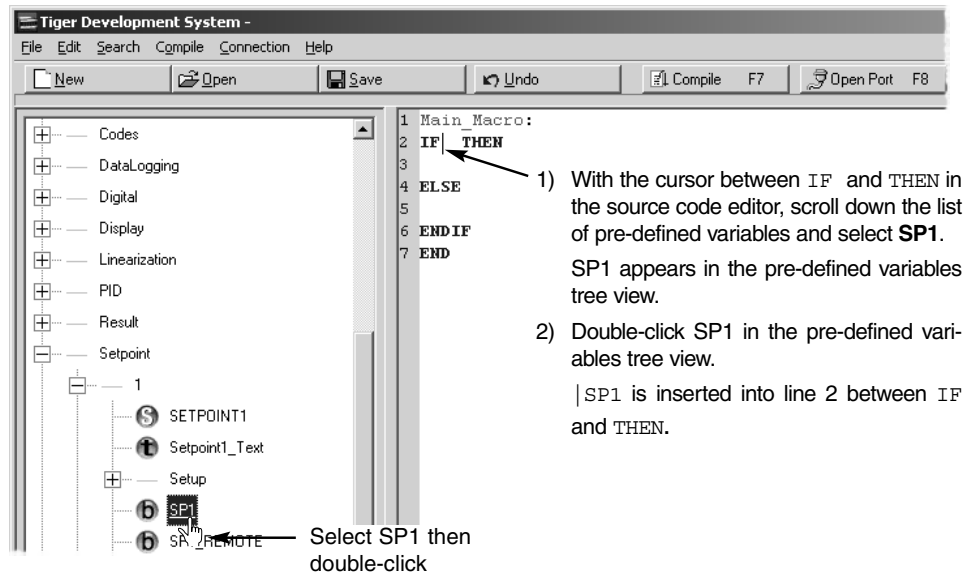 Tiger Development System -
File Edit Search Compile Connection Help
New Open Save Undo Compile F7 Open Port F8
Codes
DataLogging
Digital
Display
Linearization
PID
Result
Setpoint
1
S SETPOINT1
t Setpoint1_Text
Setup
b SP1
b
1 Main_Macro:
2 IF| THEN
3
4 ELSE
5
6 ENDIF
7 END
1) With the cursor between IF and THEN in
the source code editor, scroll down the list
of pre-defined variables and select SP1.
SP1 appears in the pre-defined variables
tree view.
2) Double-click SP1 in the pre-defined vari-
ables tree view.
|SP1 is inserted into line 2 between IF
and THEN.
Select SP1 then
double-click